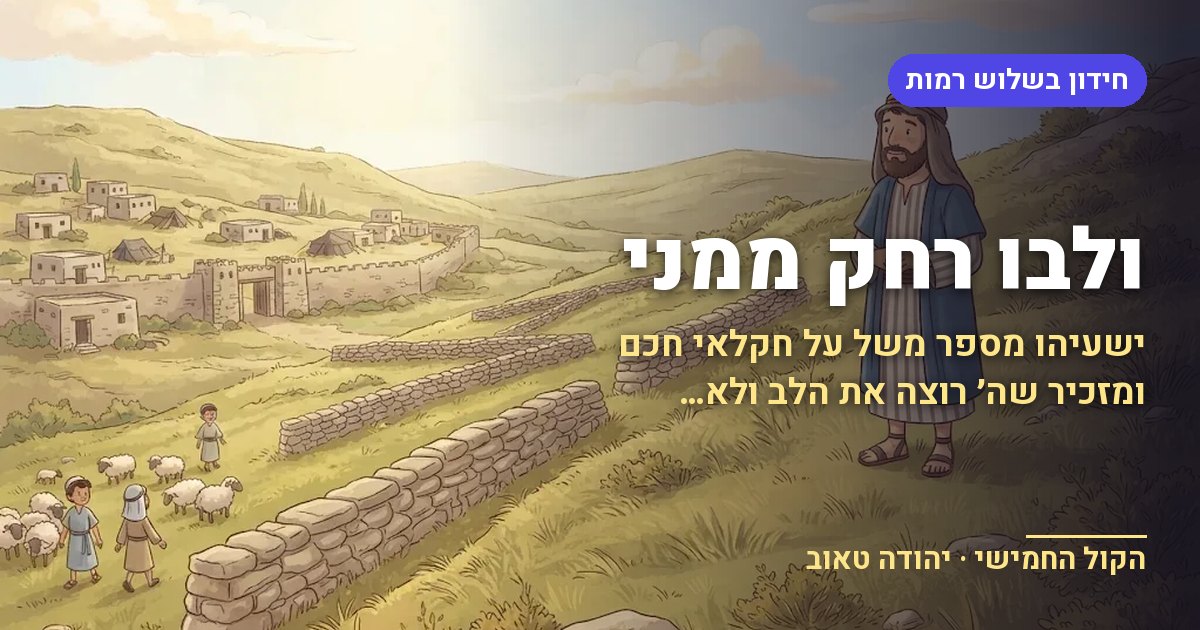 חידון בשלוש רמות
ולבו רחק ממני
ישעיהו מספר משל על חקלאי חכם
ומזכיר שה׳ רוצה את הלב ולא...
הקול החמישי · יהודה טאוב